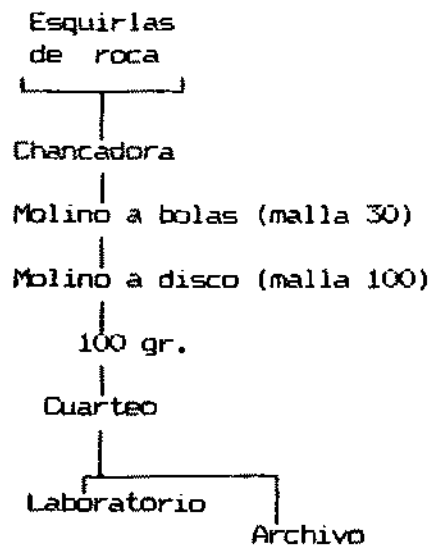 Esquirlas
de roca
Chancadora
Molino a bolas (malla 30)
Molino a disco (malla 100)
100 gr.
Cuarteo
Laboratorio
Archivo